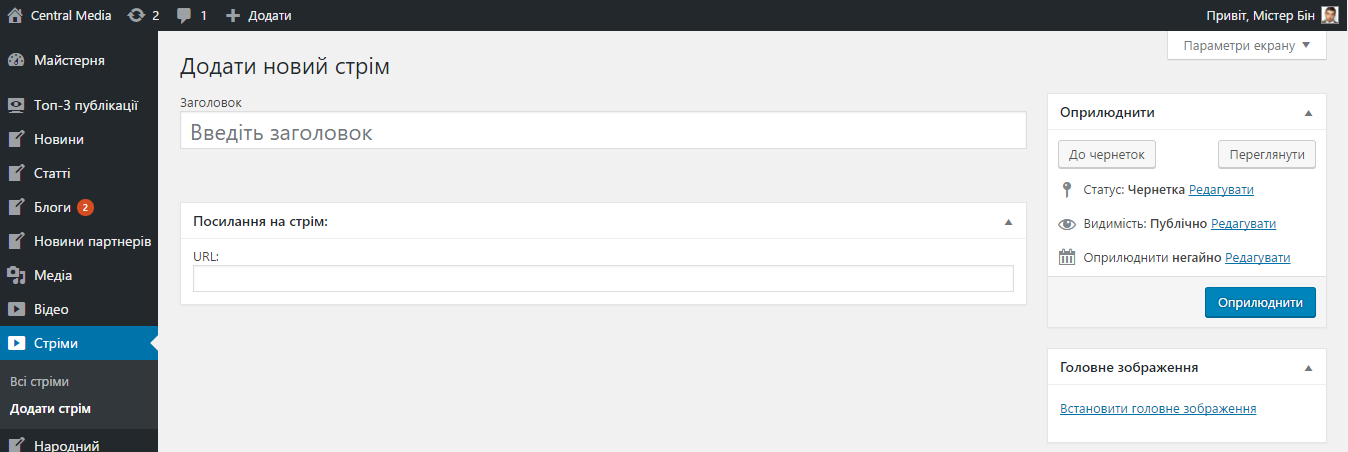 Central Media 2 1 Додати Привіт, Містер Бін
Параметри екрану
Майстерня
Топ-3 публікації
Новини
Статті
Блоги 2
Новини партнерів
Медіа
Відео
Стріми
Всі стріми
Додати стрім
Народний
Додати новий стрім
Заголовок
Введіть заголовок
Посилання на стрім:
URL:
Оприлюднити
До чернеток Переглянути
Статус: Чернетка Редагувати
Видимість: Публічно Редагувати
Оприлюднити негайно Редагувати
Оприлюднити
Головне зображення
Встановити головне зображення